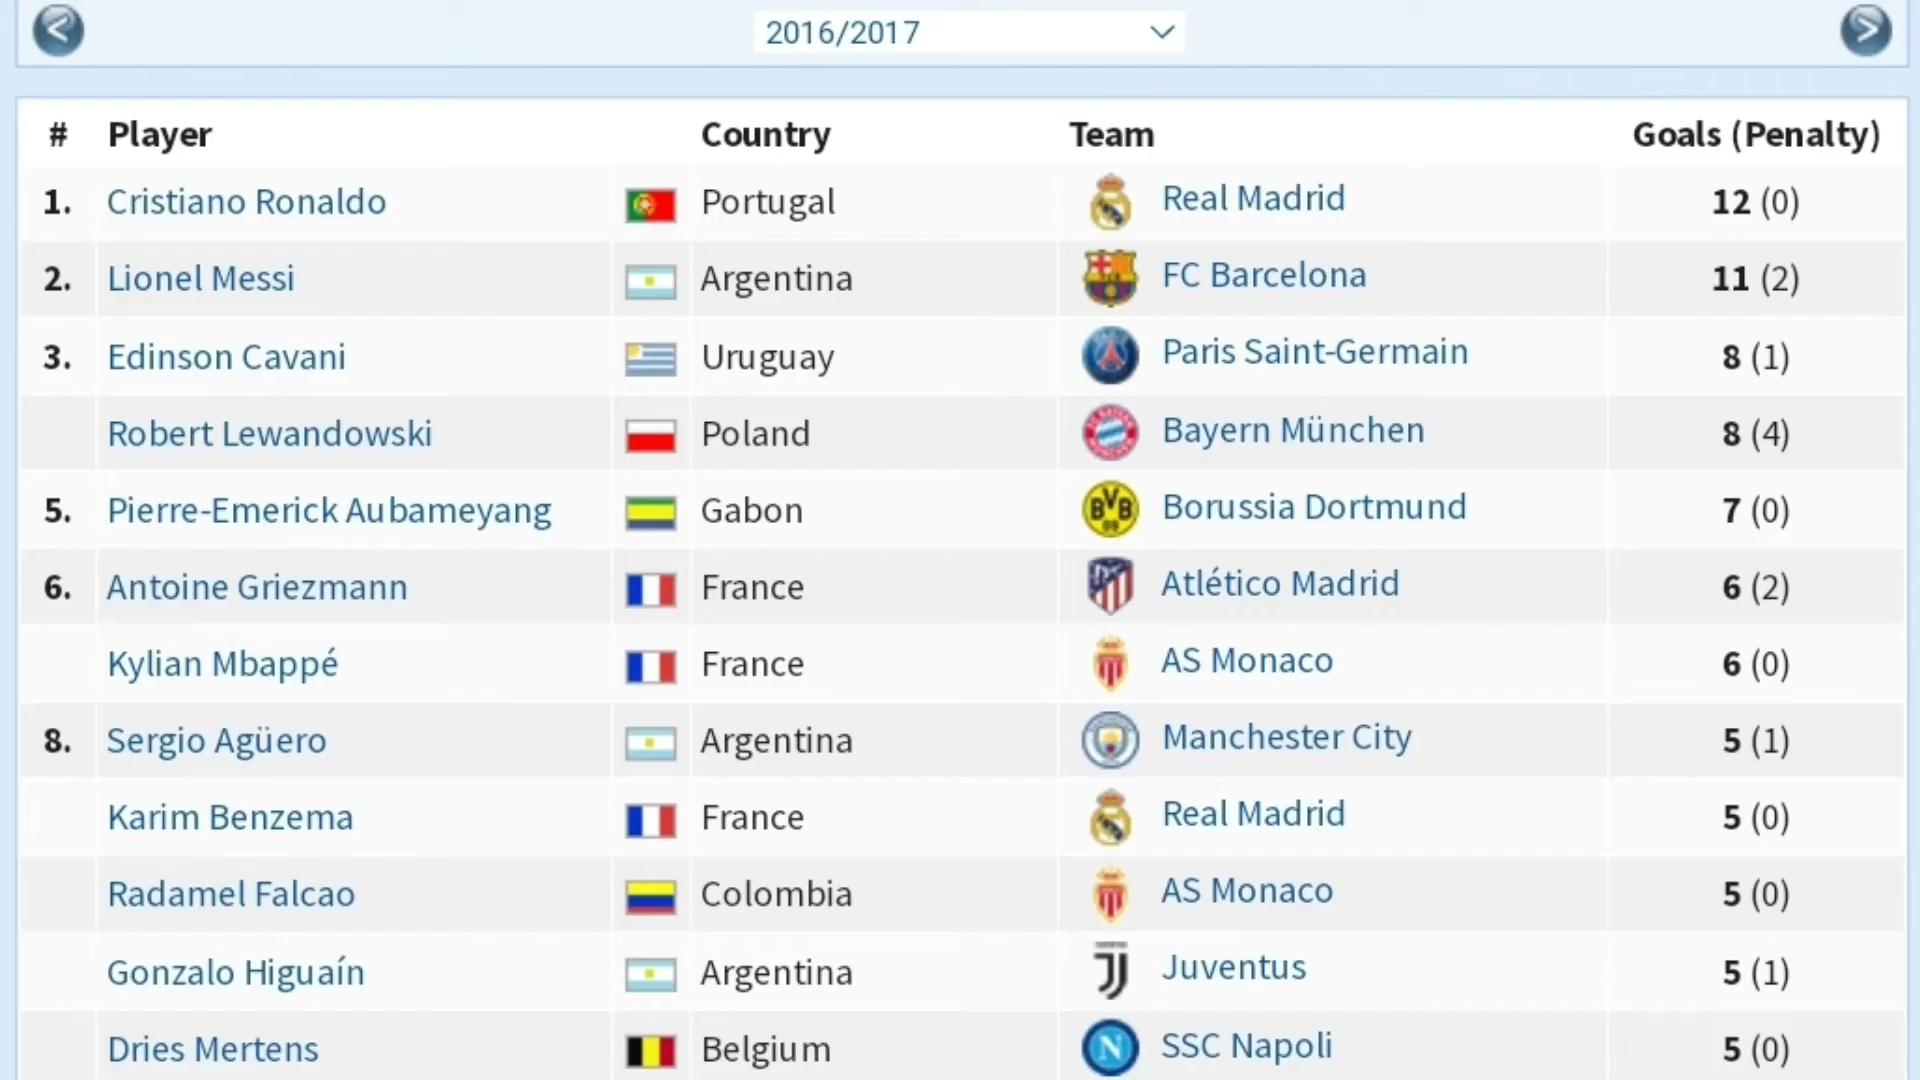 2016/2017
# Player Country Team Goals (Penalty)
1. Cristiano Ronaldo Portugal Real Madrid 12 (0)
2. Lionel Messi Argentina FC Barcelona 11 (2)
3. Edinson Cavani Uruguay Paris Saint-Germain 8 (1)
Robert Lewandowski Poland Bayern München 8 (4)
5. Pierre-Emerick Aubameyang Gabon Borussia Dortmund 7 (0)
6. Antoine Griezmann France Atlético Madrid 6 (2)
Kylian Mbappé France AS Monaco 6 (0)
8. Sergio Agüero Argentina Manchester City 5 (1)
Karim Benzema France Real Madrid 5 (0)
Radamel Falcao Colombia AS Monaco 5 (0)
Gonzalo Higuaín Argentina Juventus 5 (1)
Dries Mertens Belgium SSC Napoli 5 (0)